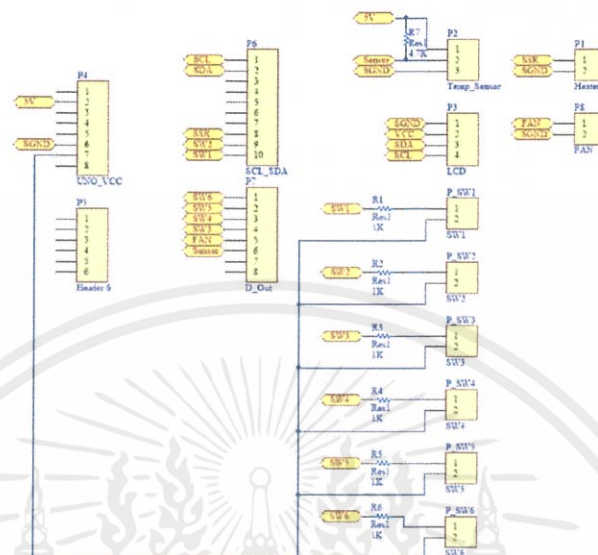 P4
1
2
3
4
5
6
7
8
5V
SGND
UNO_VCC
P5
1
2
3
4
5
6
Header 6
P6
1
2
3
4
5
6
7
8
9
10
SCL
SDA
SSR
SW2
SW1
SCL_SDA
P7
1
2
3
4
5
6
7
8
SW6
SW5
SW4
FAN
Sensor
D_Out
5V
R7
Res1
4.7K
P2
1
2
3
Sensor
SGND
Temp_Sensor
P1
1
2
SSR
SGND
Heater
P3
1
2
3
4
SGND
VCC
SDA
SCL
LCD
P8
1
2
FAN
SGND
FAN
SW1
R1
Res1
1K
P_SW1
1
2
SW1
SW2
R2
Res1
1K
P_SW2
1
2
SW2
SW3
R3
Res1
1K
P_SW3
1
2
SW3
SW4
R4
Res1
1K
P_SW4
1
2
SW4
SW5
R5
Res1
1K
P_SW5
1
2
SW5
SW6
R6
Res1
1K
P_SW6
1
2
SW6